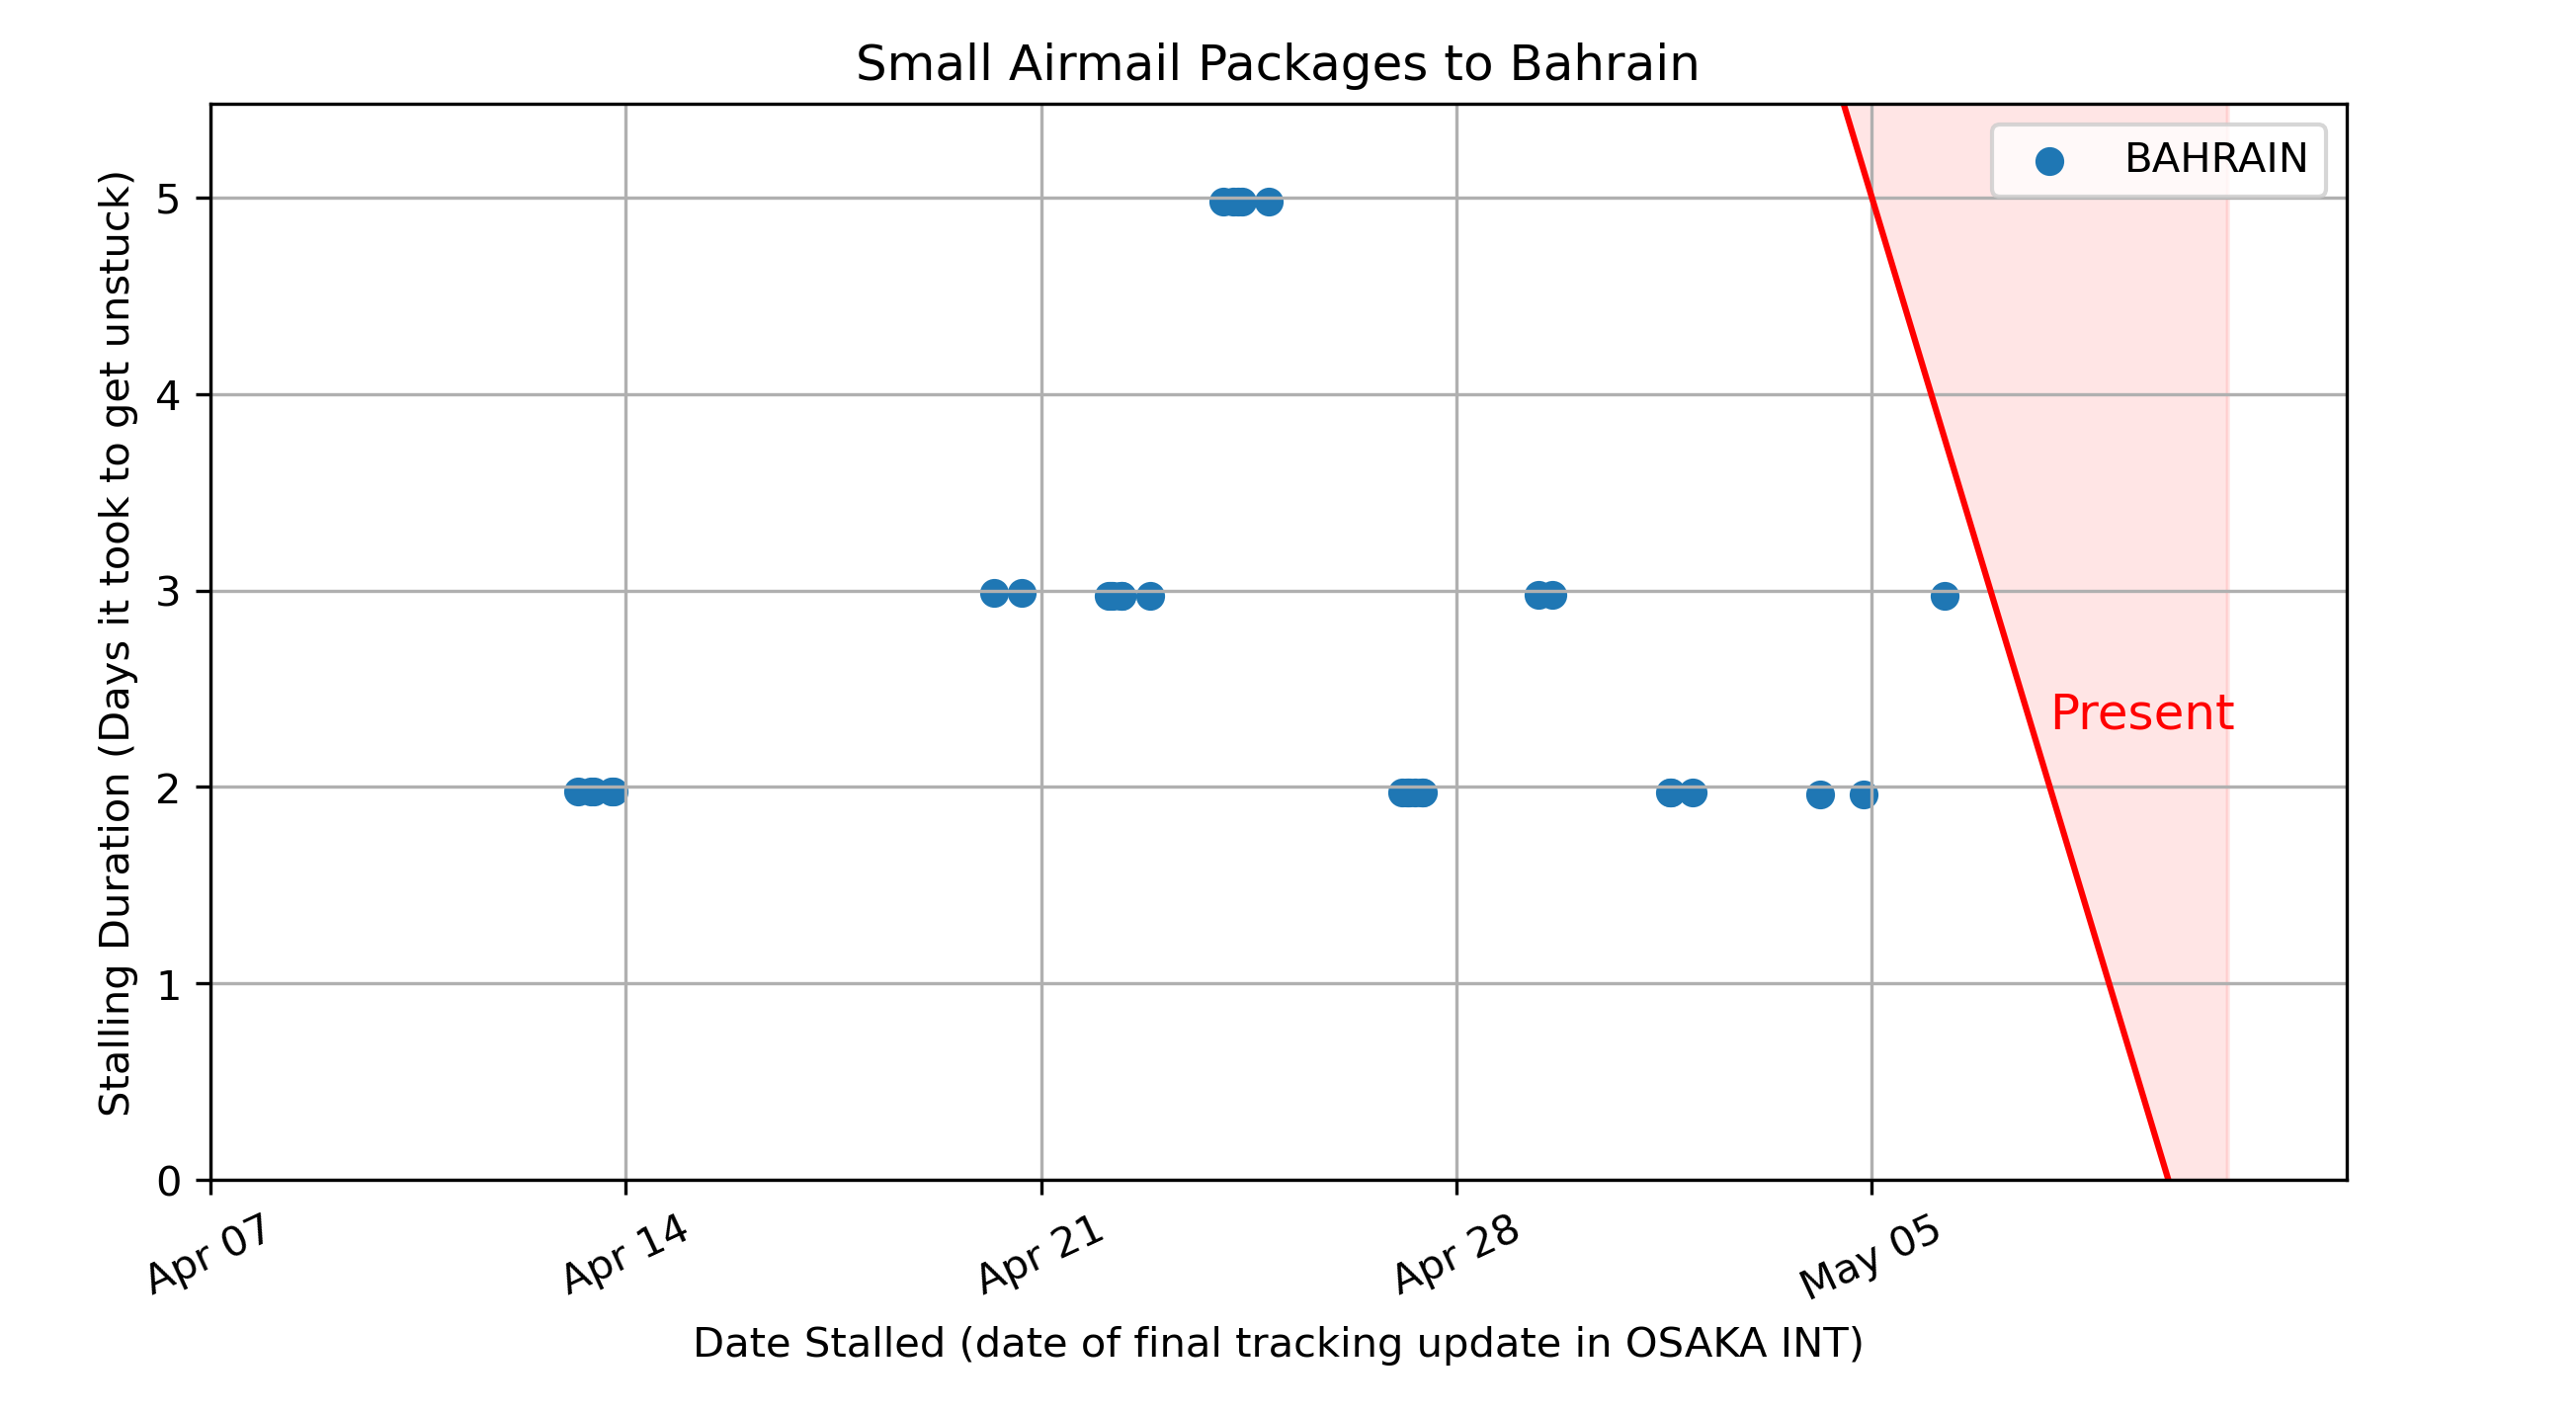 Small Airmail Packages to Bahrain
BAHRAIN
Stalling Duration (Days it took to get unstuck)
5
4
3
2
1
0
Present
Apr 07
Apr 14
Apr 21
Apr 28
May 05
Date Stalled (date of final tracking update in OSAKA INT)